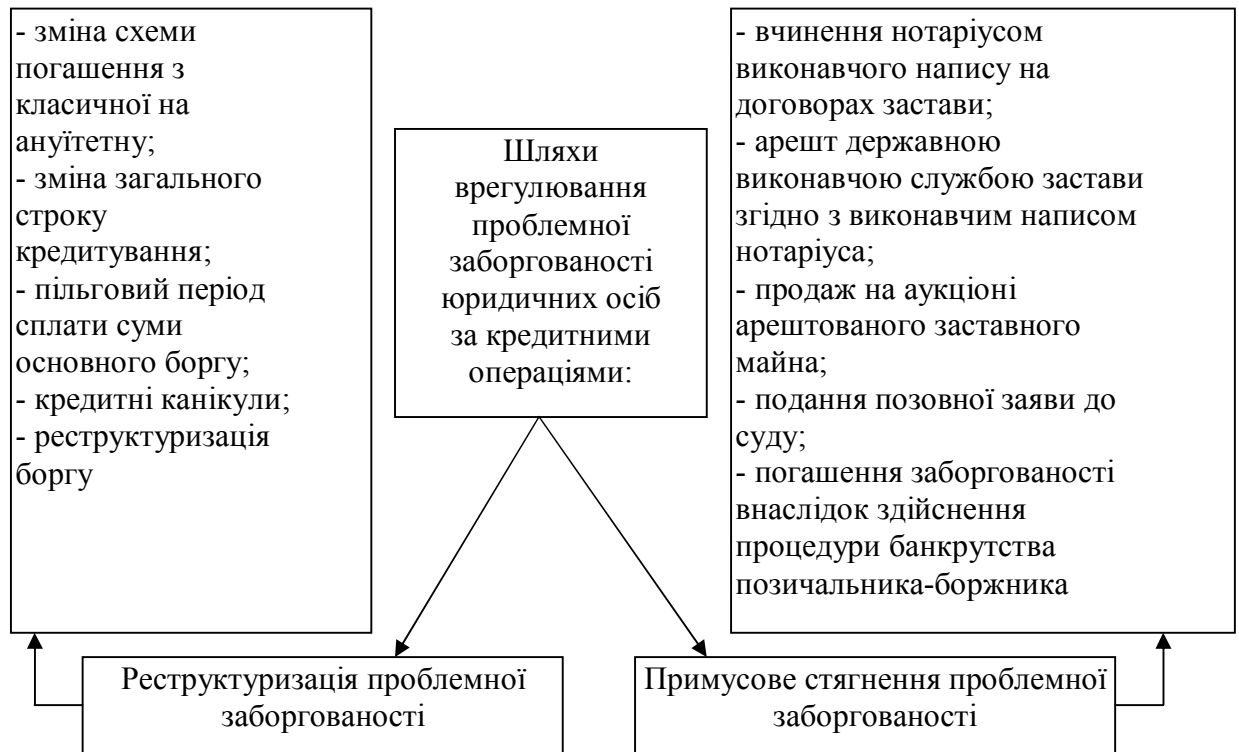 - зміна схеми
погашення з
класичної на
ануїтетну;
- зміна загального
строку
кредитування;
- пільговий період
сплати суми
основного боргу;
- кредитні канікули;
- реструктуризація
боргу
Шляхи
врегулювання
проблемної
заборгованості
юридичних осіб
за кредитними
операціями:
- вчинення нотаріусом
виконавчого напису на
договорах застави;
- арешт державною
виконавчою службою застави
згідно з виконавчим написом
нотаріуса;
- продаж на аукціоні
арештованого заставного
майна;
- подання позовної заяви до
суду;
- погашення заборгованості
внаслідок здійснення
процедури банкрутства
позичальника-боржника
Реструктуризація проблемної
заборгованості
Примусове стягнення проблемної
заборгованості